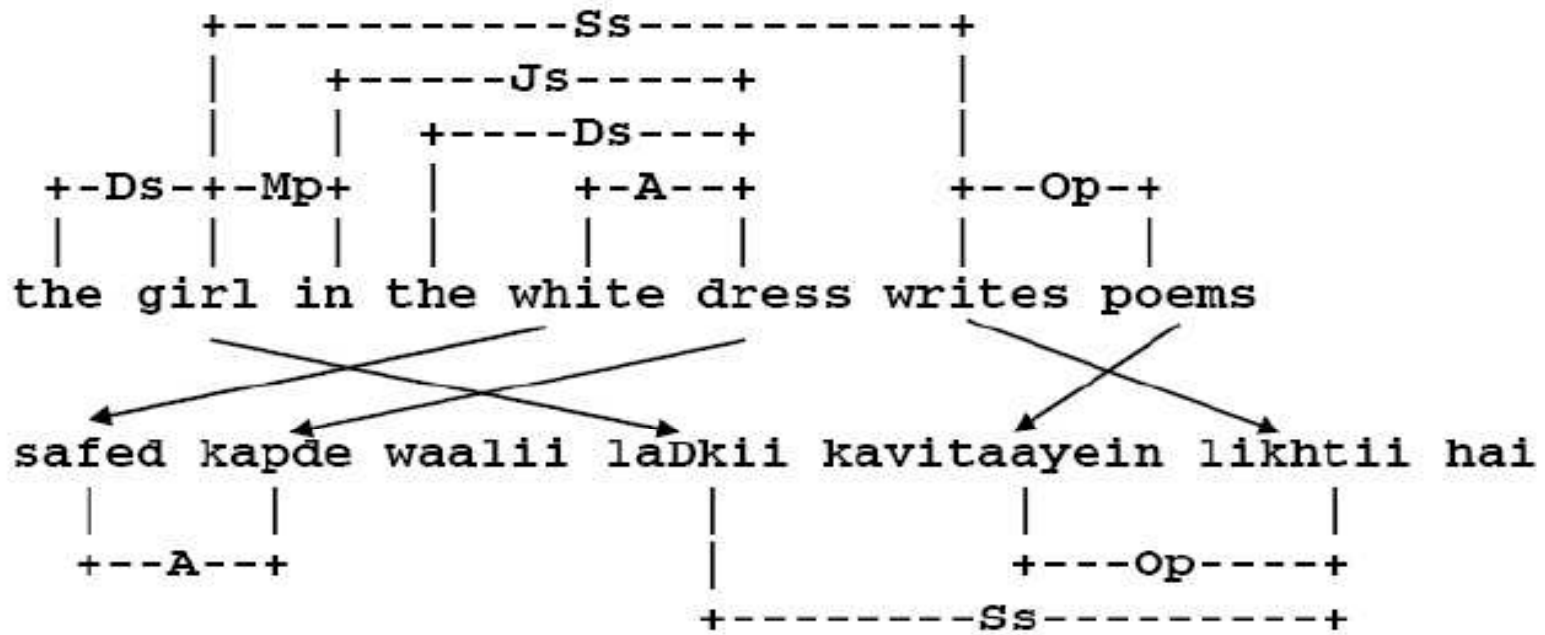 +-----------Ss-----------+
| +-----Js-----+ |
| | +----Ds---+ |
+-Ds-+-Mp+ | +-A--+ +--Op-+
| | | | | | | |
the girl in the white dress writes poems
safed kapde waalii laDkii kavitaayein likhtii hai
| | | | |
+--A--+ | +---Op----+
+--------Ss----------+